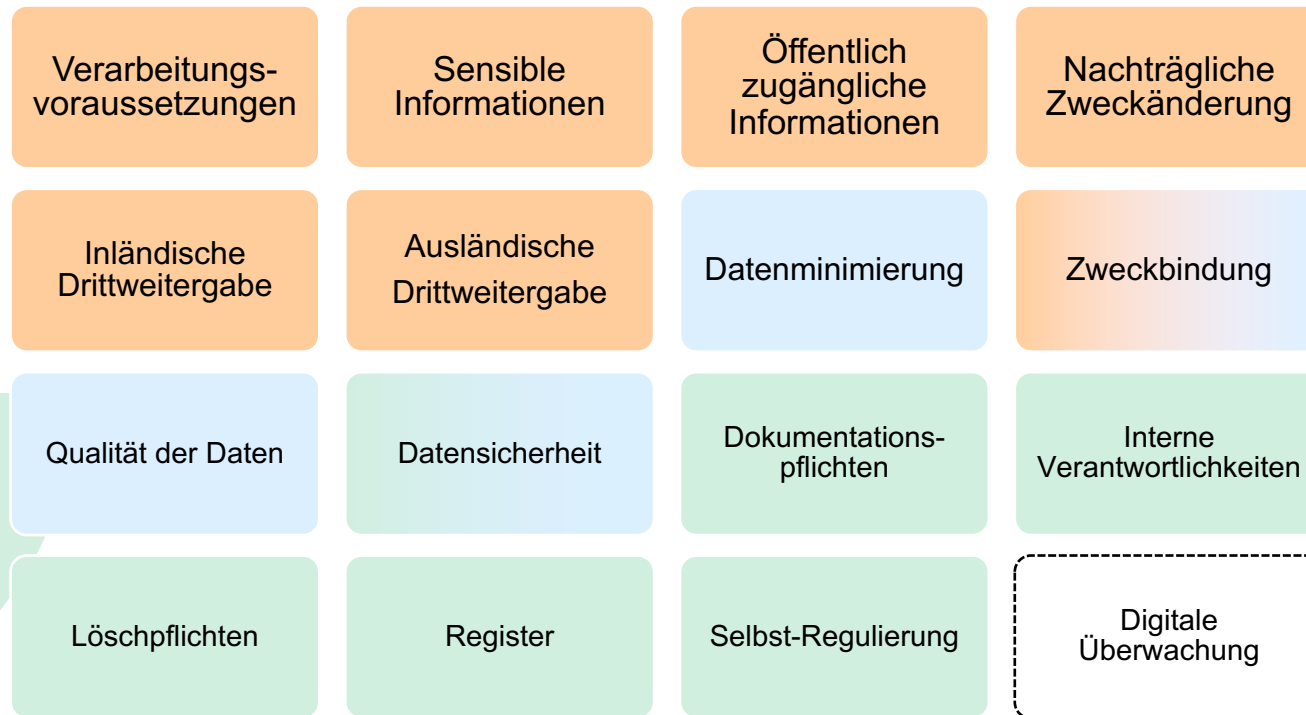 Verarbeitungs-
voraussetzungen
Sensible
Informationen
Öffentlich
zugängliche
Informationen
Nachträgliche
Zweckänderung
Inländische
Drittweitergabe
Ausländische
Drittweitergabe
Datenminimierung
Zweckbindung
Qualität der Daten
Datensicherheit
Dokumentations-
pflichten
Interne
Verantwortlichkeiten
Löschpflichten
Register
Selbst-Regulierung
Digitale
Überwachung